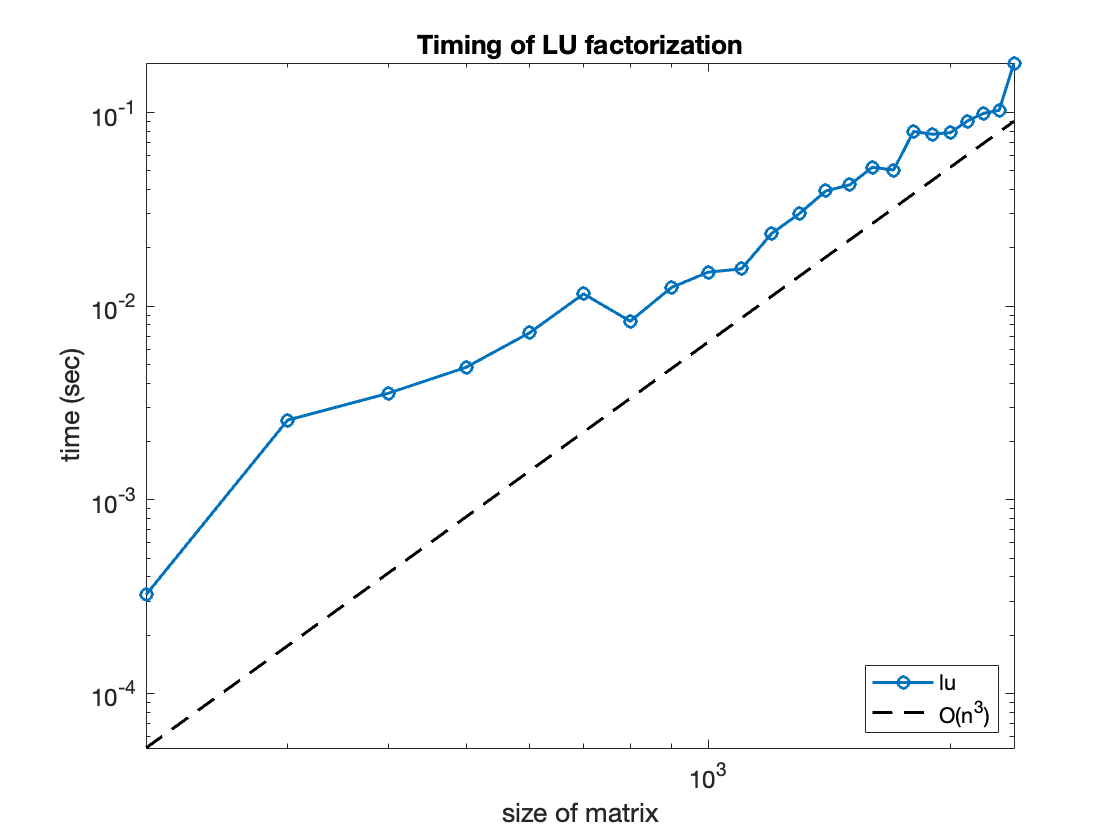 Timing of LU factorization
10^-1
10^-2
10^-3
10^-4
time (sec)
10^3
size of matrix
lu
O(n^3)